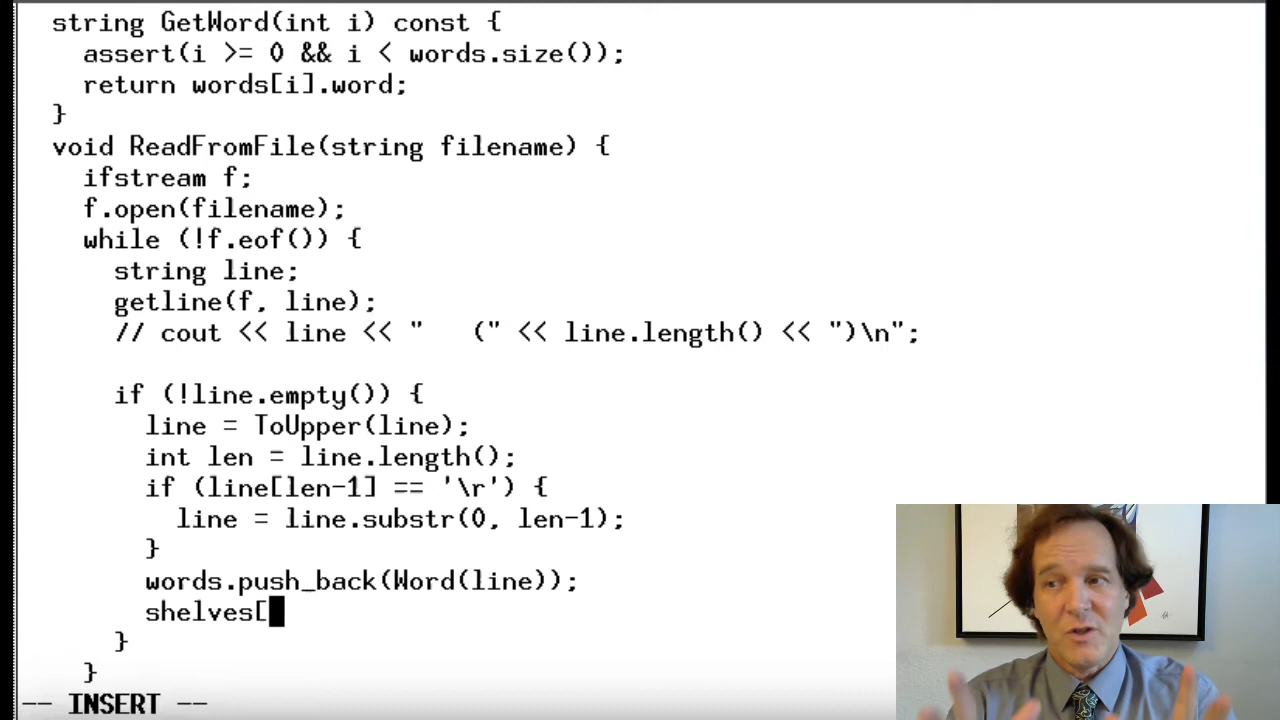 string GetWord(int i) const {
assert(i >= 0 && i < words.size());
return words[i].word;
}
void ReadFromFile(string filename) {
ifstream f;
f.open(filename);
while (!f.eof()) {
string line;
getline(f, line);
// cout << line << "   (" << line.length() << ")\n";
if (!line.empty()) {
line = ToUpper(line);
int len = line.length();
if (line[len-1] == '\r') {
line = line.substr(0, len-1);
}
words.push_back(Word(line));
shelves[
}
}
-- INSERT --